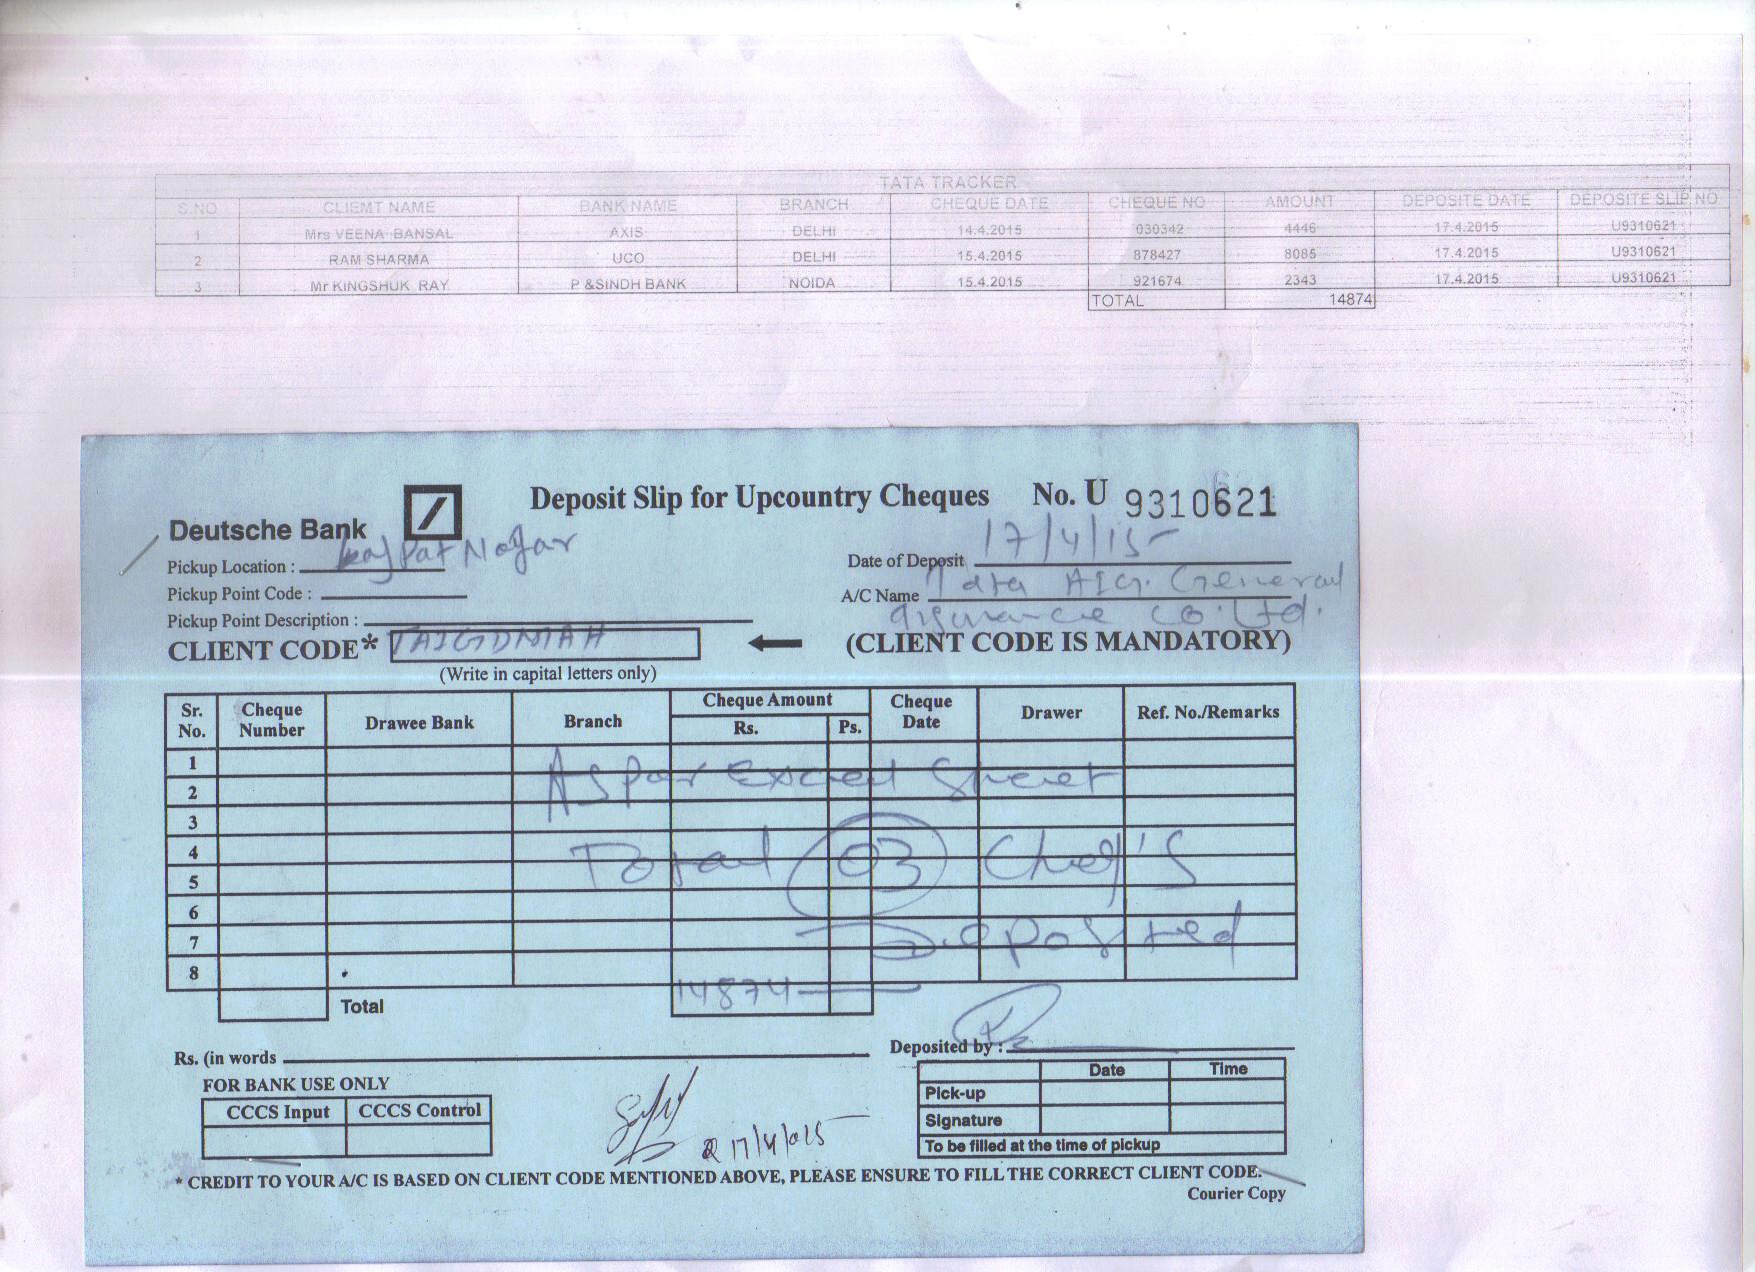 TATA TRACKER
S.NO CLIEMT NAME BANK NAME BRANCH CHEQUE DATE CHEQUE NO AMOUNT DEPOSITE DATE DEPOSITE SLIP NO
1 Mrs VEENA BANSAL AXIS DELHI 14.4.2015 030342 4446 17.4.2015 U9310621
2 RAM SHARMA UCO DELHI 15.4.2015 878427 8085 17.4.2015 U9310621
3 Mr KINGSHUK RAY P &SINDH BANK NOIDA 15.4.2015 921674 2343 17.4.2015 U9310621
TOTAL 14874
Deposit Slip for Upcountry Cheques No. U 9310621
Deutsche Bank
Pickup Location : Lajpat Nagar
Date of Deposit 17/4/15
Pickup Point Code :
A/C Name Tata AIG. General
Pickup Point Description :
insurance Co. Ltd.
CLIENT CODE* TAIGDMAH (CLIENT CODE IS MANDATORY)
(Write in capital letters only)
Sr. No. Cheque Number Drawee Bank Branch Cheque Amount Rs. Ps. Cheque Date Drawer Ref. No./Remarks
1
2
As Par Excel Sheet
3
4
5
Total 03 Cheq's
6
7
Deposited
8
Total 14874
Rs. (in words
Deposited by :
FOR BANK USE ONLY
Date Time
CCCS Input CCCS Control
Pick-up
Signature
17/4/015
To be filled at the time of pickup
* CREDIT TO YOUR A/C IS BASED ON CLIENT CODE MENTIONED ABOVE, PLEASE ENSURE TO FILL THE CORRECT CLIENT CODE.
Courier Copy